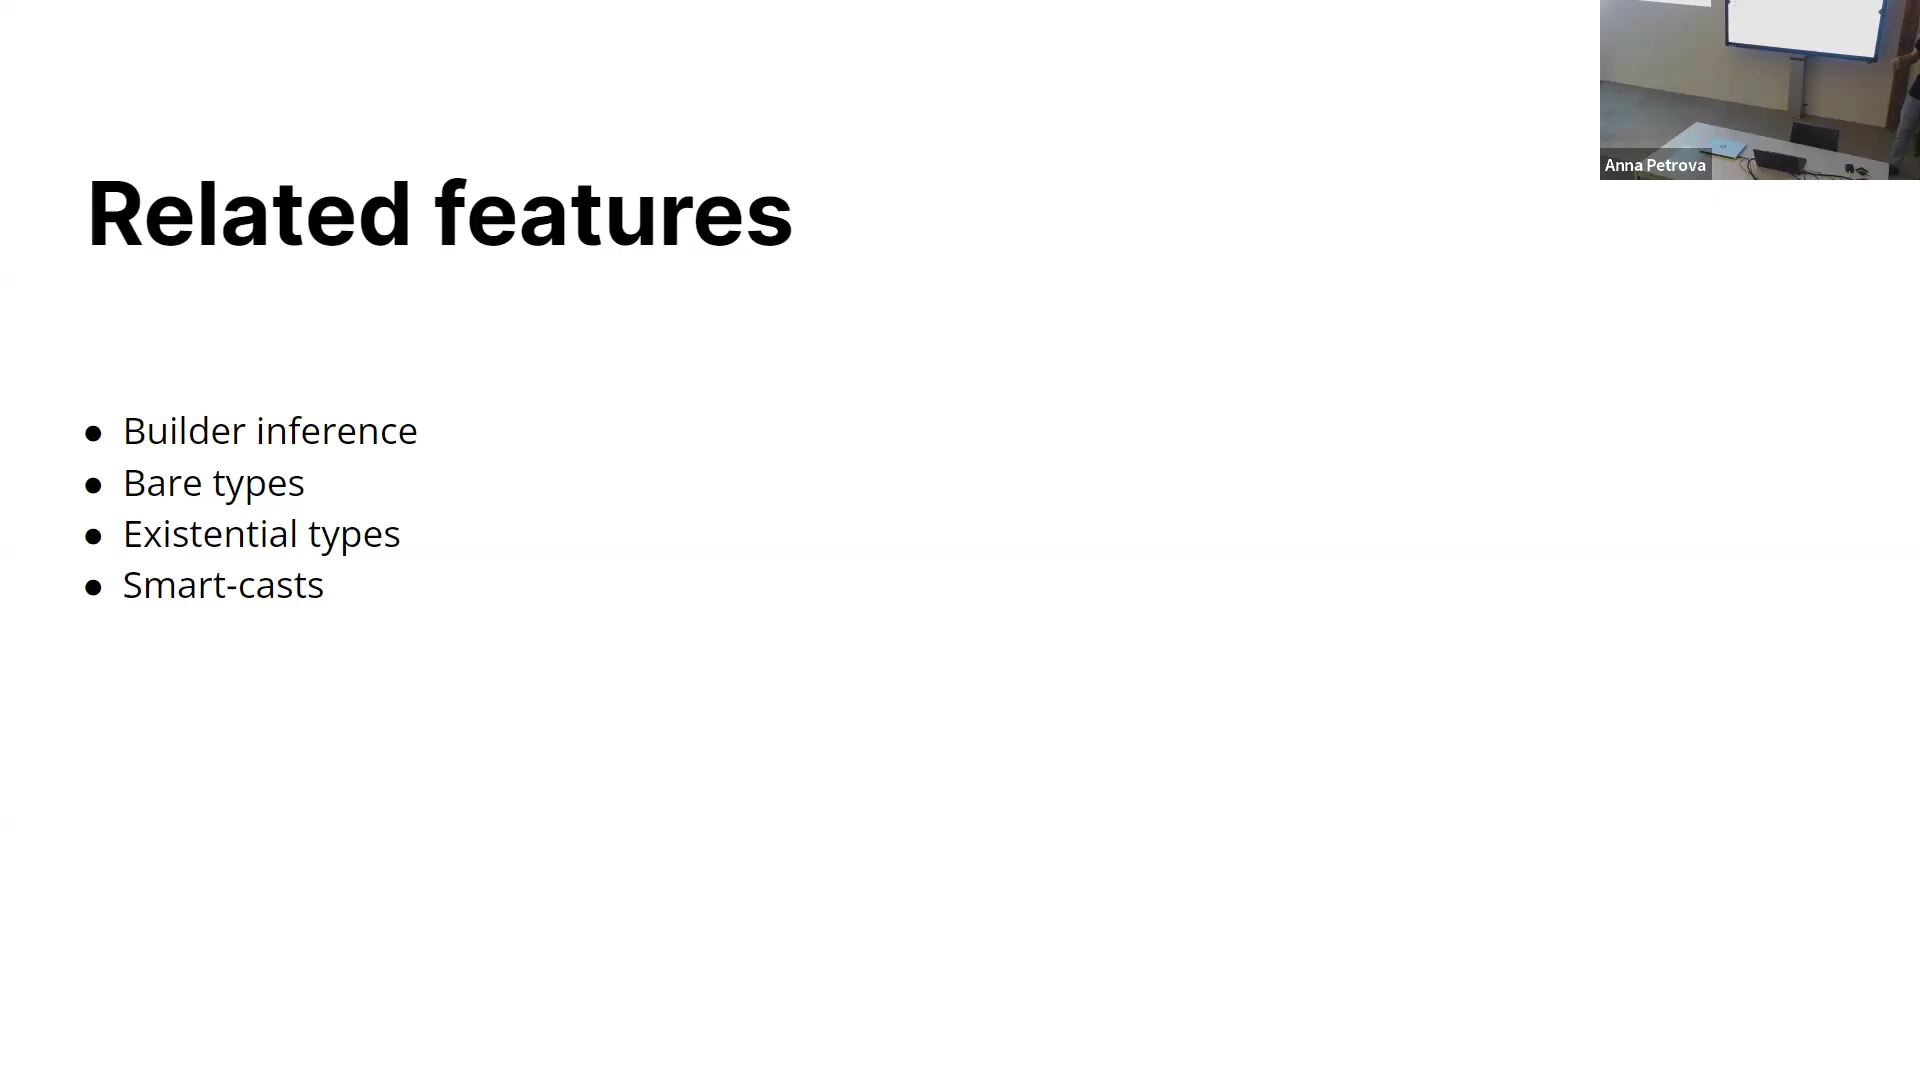 Related features
● Builder inference
● Bare types
● Existential types
● Smart-casts
Anna Petrova